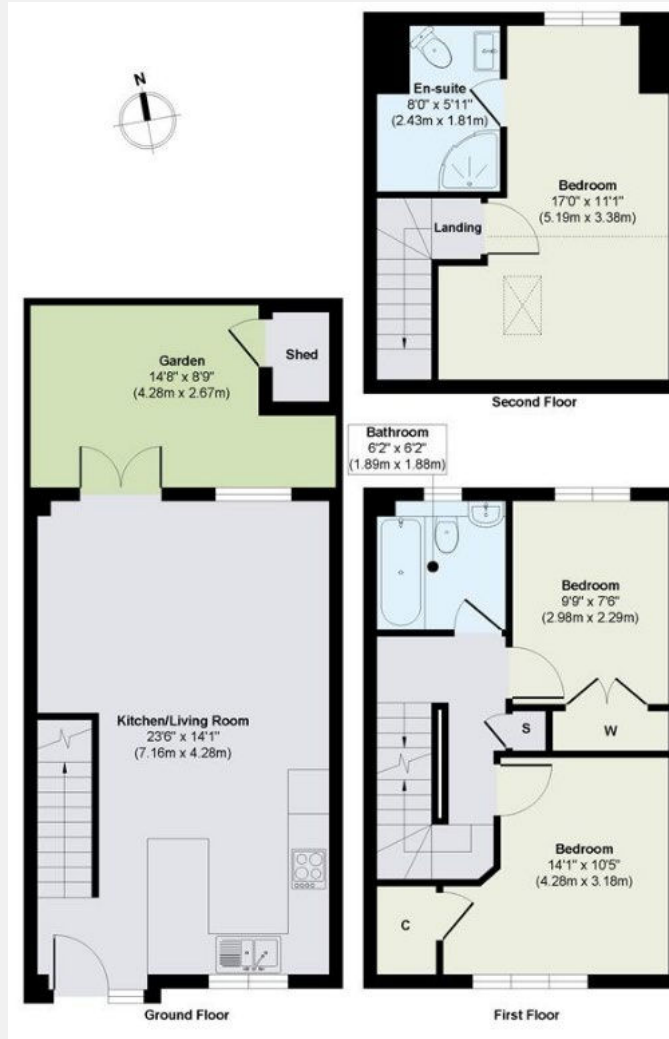 N
En-suite
8'0" x 5'11"
(2.43m x 1.81m)
Bedroom
17'0" x 11'1"
(5.19m x 3.38m)
Landing
Second Floor
Garden
14'8" x 8'9"
(4.28m x 2.67m)
Shed
Kitchen/Living Room
23'6" x 14'1"
(7.16m x 4.28m)
Ground Floor
Bathroom
6'2" x 6'2"
(1.89m x 1.88m)
Bedroom
9'9" x 7'6"
(2.98m x 2.29m)
S
W
Bedroom
14'1" x 10'5"
(4.28m x 3.18m)
C
First Floor